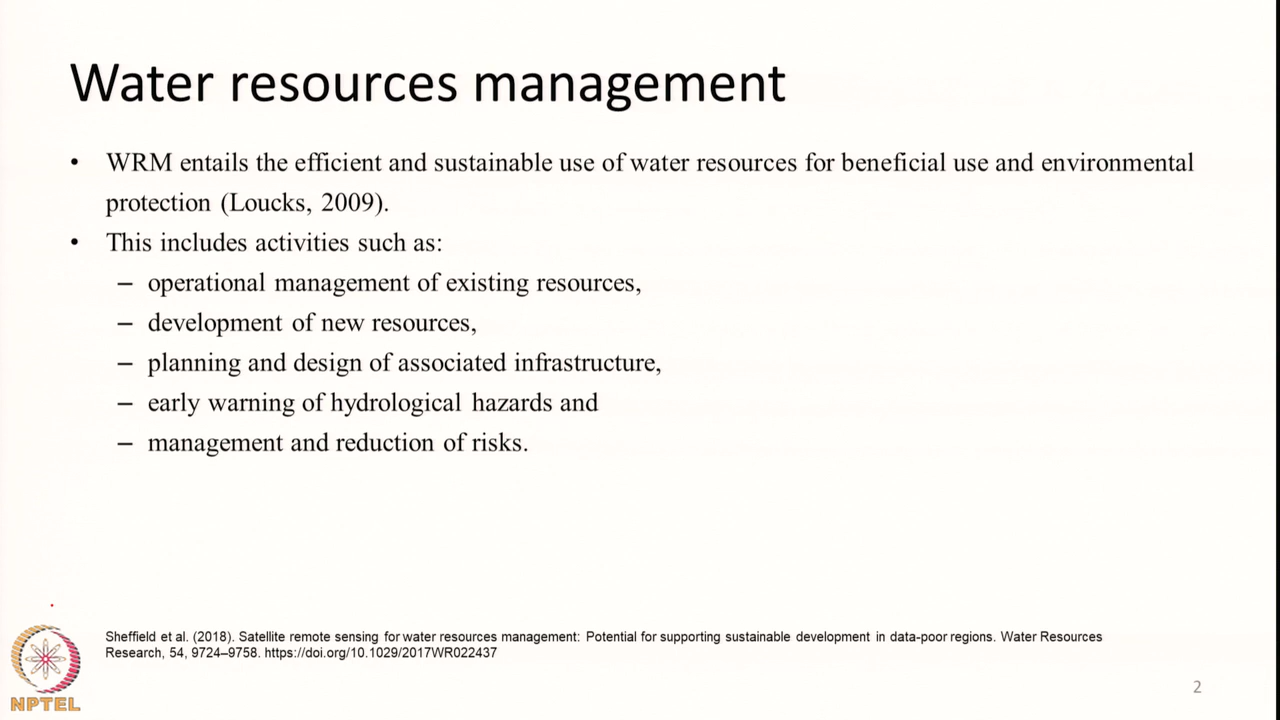 Water resources management
• WRM entails the efficient and sustainable use of water resources for beneficial use and environmental
protection (Loucks, 2009).
• This includes activities such as:
– operational management of existing resources,
– development of new resources,
– planning and design of associated infrastructure,
– early warning of hydrological hazards and
– management and reduction of risks.
Sheffield et al. (2018). Satellite remote sensing for water resources management: Potential for supporting sustainable development in data-poor regions. Water Resources
Research, 54, 9724–9758. https://doi.org/10.1029/2017WR022437
2
NPTEL